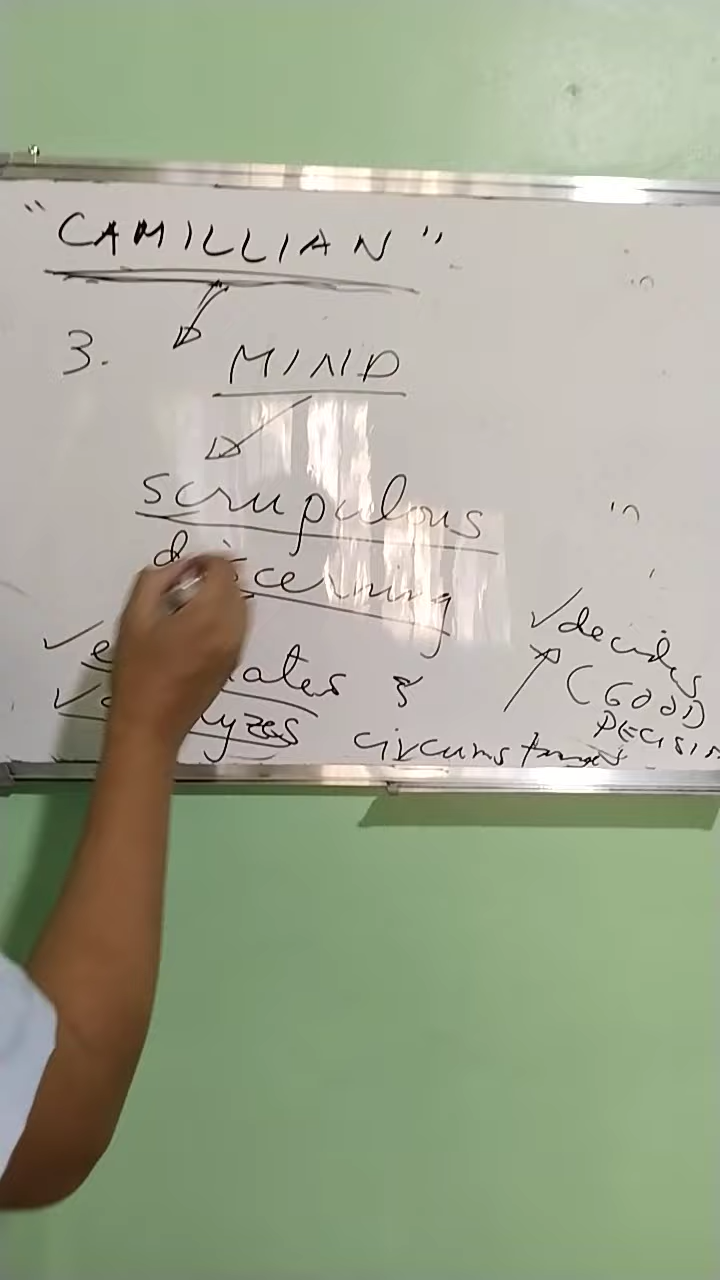 "CAMILLIAN"
3. MIND
scrupulous
discerning
✓ &
✓ circumstances
✓decides
(GOOD
DECISION